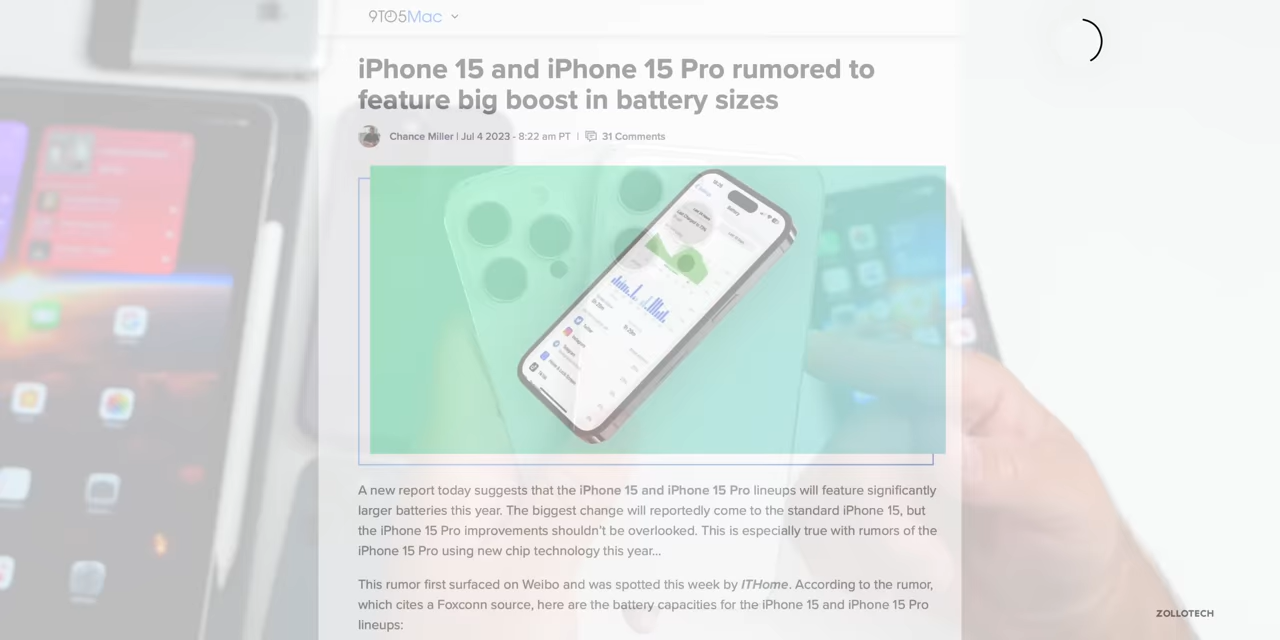 9TO5Mac
iPhone 15 and iPhone 15 Pro rumored to
feature big boost in battery sizes
Chance Miller | Jul 4 2023 - 8:22 am PT | 31 Comments
Battery
A new report today suggests that the iPhone 15 and iPhone 15 Pro lineups will feature significantly
larger batteries this year. The biggest change will reportedly come to the standard iPhone 15, but
the iPhone 15 Pro improvements shouldn't be overlooked. This is especially true with rumors of the
iPhone 15 Pro using new chip technology this year...
This rumor first surfaced on Weibo and was spotted this week by ITHome. According to the rumor,
which cites a Foxconn source, here are the battery capacities for the iPhone 15 and iPhone 15 Pro
lineups:
ZOLLOTECH